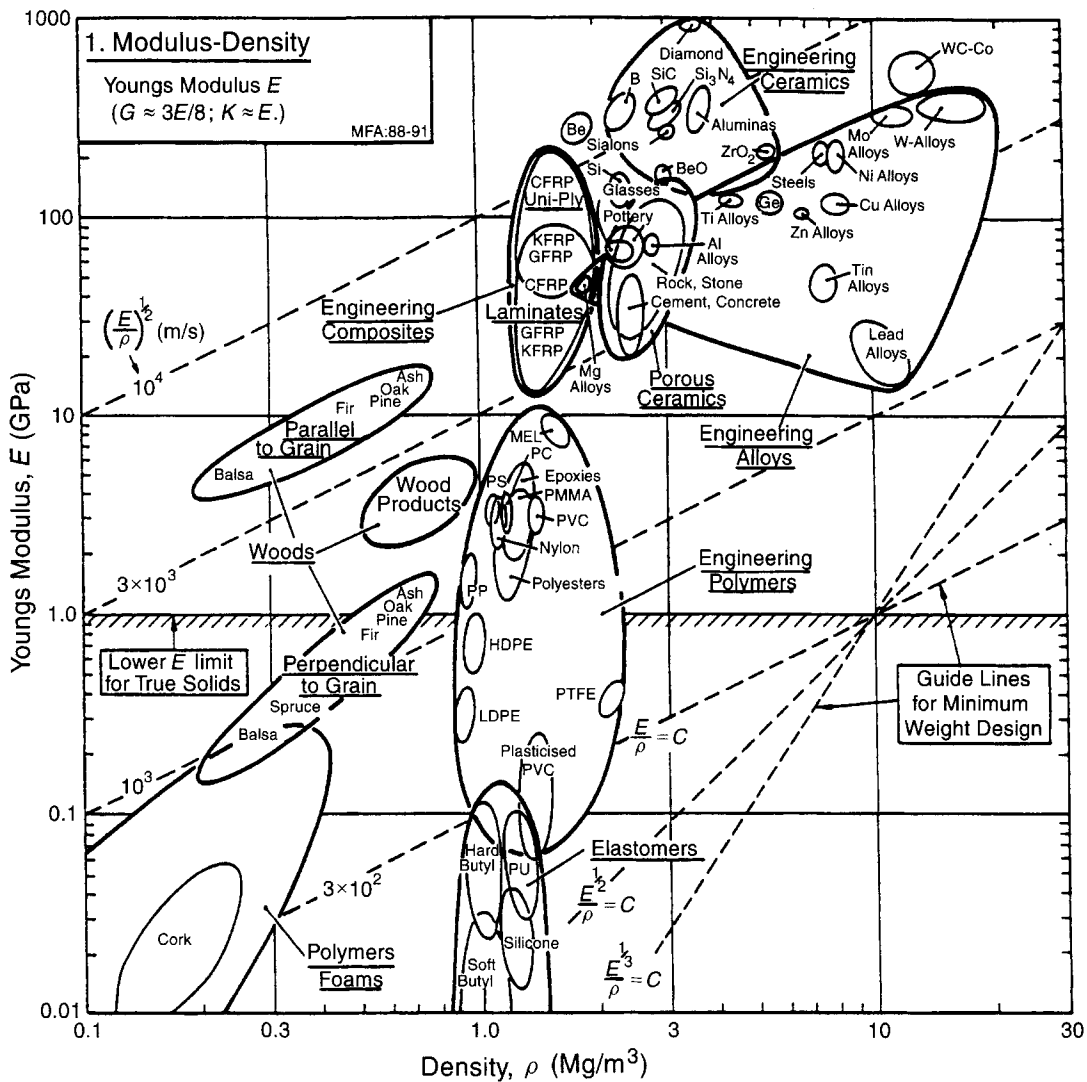 1. Modulus-Density
Youngs Modulus E
(G ≈ 3E/8; K ≈ E.)
MFA:88-91
1000
100
10
1.0
0.1
0.01
Youngs Modulus, E (GPa)
0.1
0.3
1.0
3
10
30
Density, ρ (Mg/m³)
Diamond
B
SiC
Si₃N₄
Engineering
Ceramics
WC-Co
Be
Sialons
Aluminas
ZrO₂
BeO
Si
Glasses
Pottery
Mo
Alloys
W-Alloys
Steels
Ni Alloys
Ti Alloys
Ge
Cu Alloys
Zn Alloys
Al
Alloys
Rock, Stone
Cement, Concrete
Tin
Alloys
Lead
Alloys
CFRP
Uni-Ply
KFRP
GFRP
CFRP
Laminates
GFRP
KFRP
Mg
Alloys
Engineering
Composites
Porous
Ceramics
Engineering
Alloys
(E/ρ)^½ (m/s)
10⁴
3×10³
10³
3×10²
Ash
Oak
Pine
Fir
Parallel
to Grain
Balsa
Wood
Products
Woods
Ash
Oak
Pine
Fir
Perpendicular
to Grain
Spruce
Balsa
Lower E limit
for True Solids
MEL
PC
PS
Epoxies
PMMA
PVC
Nylon
Polyesters
PP
HDPE
LDPE
PTFE
Plasticised
PVC
Engineering
Polymers
Guide Lines
for Minimum
Weight Design
E/ρ = C
E^½/ρ = C
E^⅓/ρ = C
Hard
Butyl
PU
Elastomers
Silicone
Soft
Butyl
Cork
Polymers
Foams